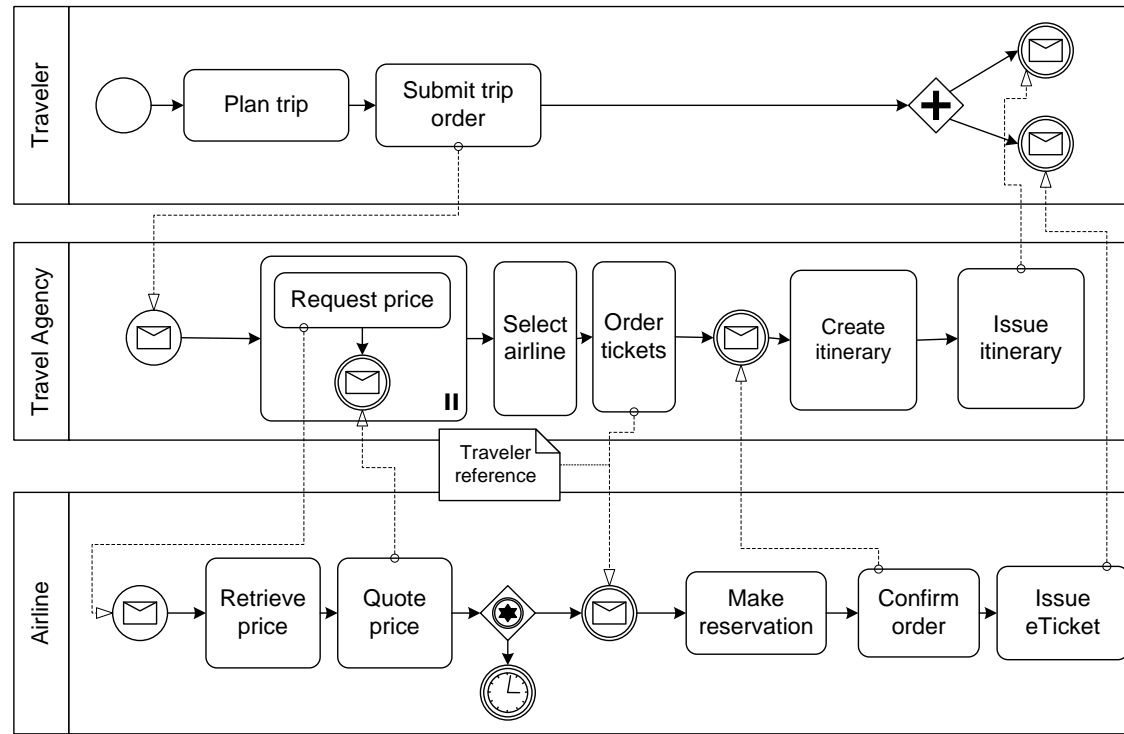 Traveler
Plan trip
Submit trip
order
Travel Agency
Request price
Select
airline
Order
tickets
Create
itinerary
Issue
itinerary
Traveler
reference
Airline
Retrieve
price
Quote
price
Make
reservation
Confirm
order
Issue
eTicket